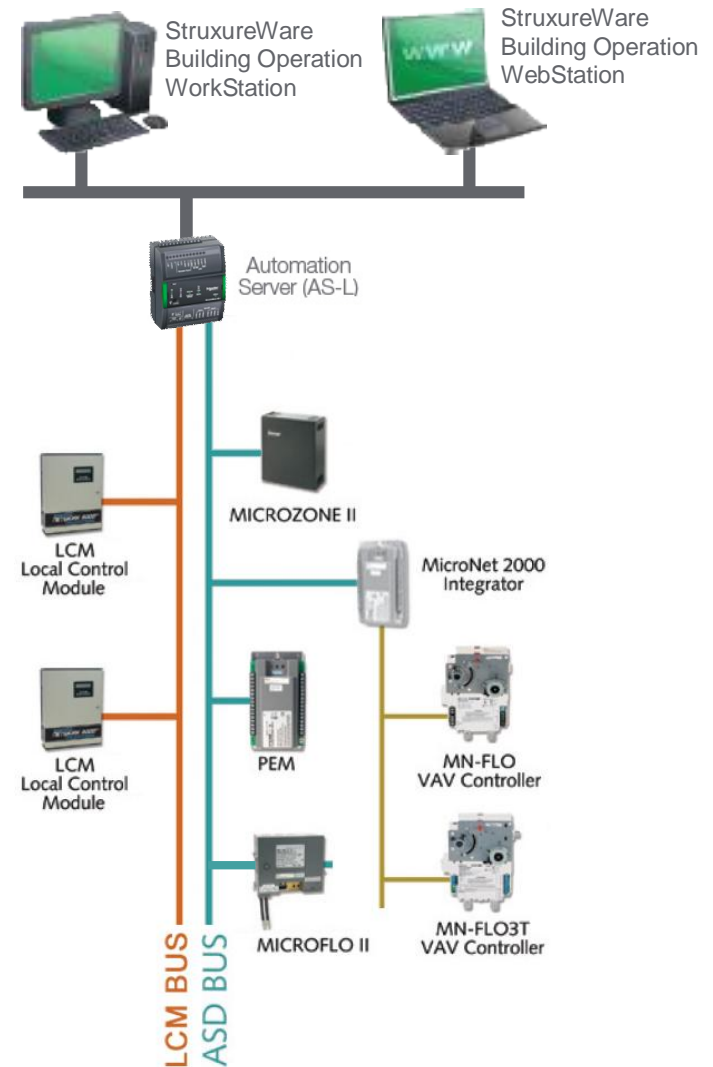 StruxureWare
Building Operation
WorkStation
StruxureWare
Building Operation
WebStation
www
Automation
Server (AS-L)
MICROZONE II
LCM
Local Control
Module
MicroNet 2000
Integrator
LCM
Local Control
Module
PEM
MN-FLO
VAV Controller
MICROFLO II
MN-FLO3T
VAV Controller
LCM BUS
ASD BUS